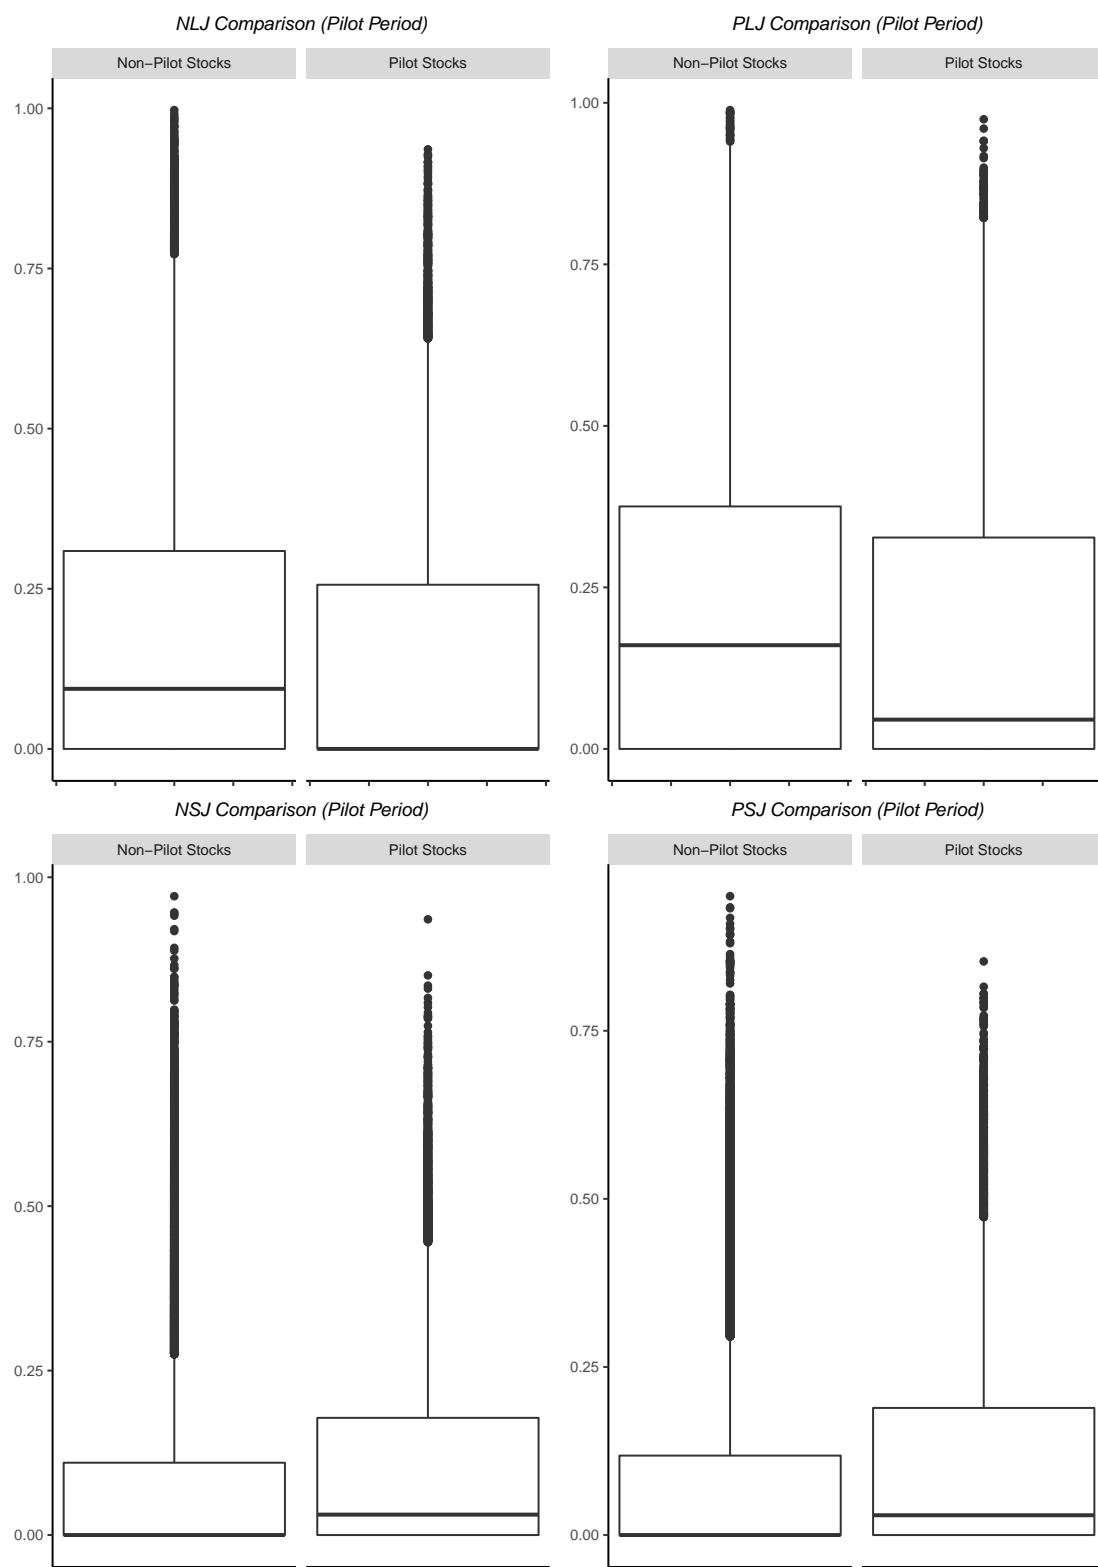 NLJ Comparison (Pilot Period)
Non−Pilot Stocks Pilot Stocks
1.00
0.75
0.50
0.25
0.00
PLJ Comparison (Pilot Period)
Non−Pilot Stocks Pilot Stocks
1.00
0.75
0.50
0.25
0.00
NSJ Comparison (Pilot Period)
Non−Pilot Stocks Pilot Stocks
1.00
0.75
0.50
0.25
0.00
PSJ Comparison (Pilot Period)
Non−Pilot Stocks Pilot Stocks
0.75
0.50
0.25
0.00